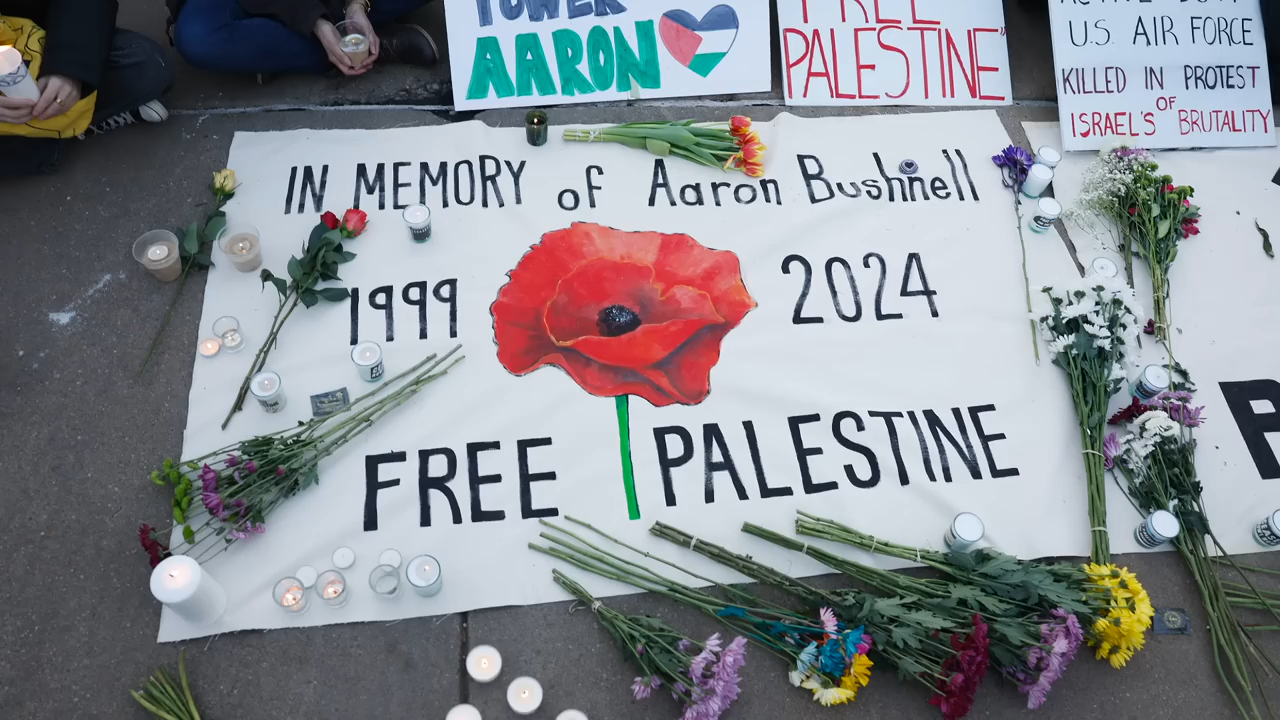 POWER
AARON
FREE
PALESTINE"
U.S. AIR FORCE
KILLED IN PROTEST
OF
ISRAEL'S BRUTALITY
IN MEMORY of Aaron Bushnell
1999
2024
FREE PALESTINE